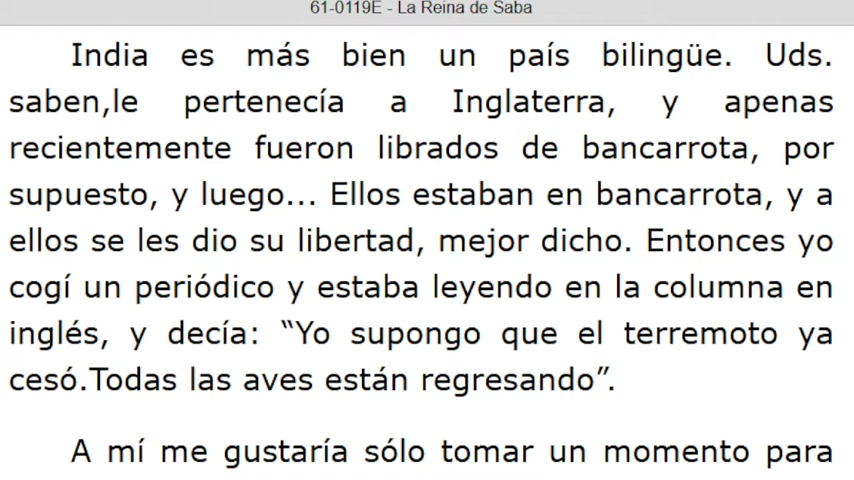 61-0119E - La Reina de Saba
India es más bien un país bilingüe. Uds.
saben,le pertenecía a Inglaterra, y apenas
recientemente fueron librados de bancarrota, por
supuesto, y luego... Ellos estaban en bancarrota, y a
ellos se les dio su libertad, mejor dicho. Entonces yo
cogí un periódico y estaba leyendo en la columna en
inglés, y decía: “Yo supongo que el terremoto ya
cesó.Todas las aves están regresando”.
A mí me gustaría sólo tomar un momento para